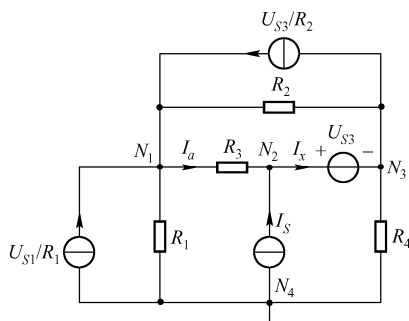 U_{S3}/R_2
R_2
U_{S3}
N_1
I_a
R_3
N_2
I_x
+
−
N_3
I_S
U_{S1}/R_1
R_1
R_4
N_4